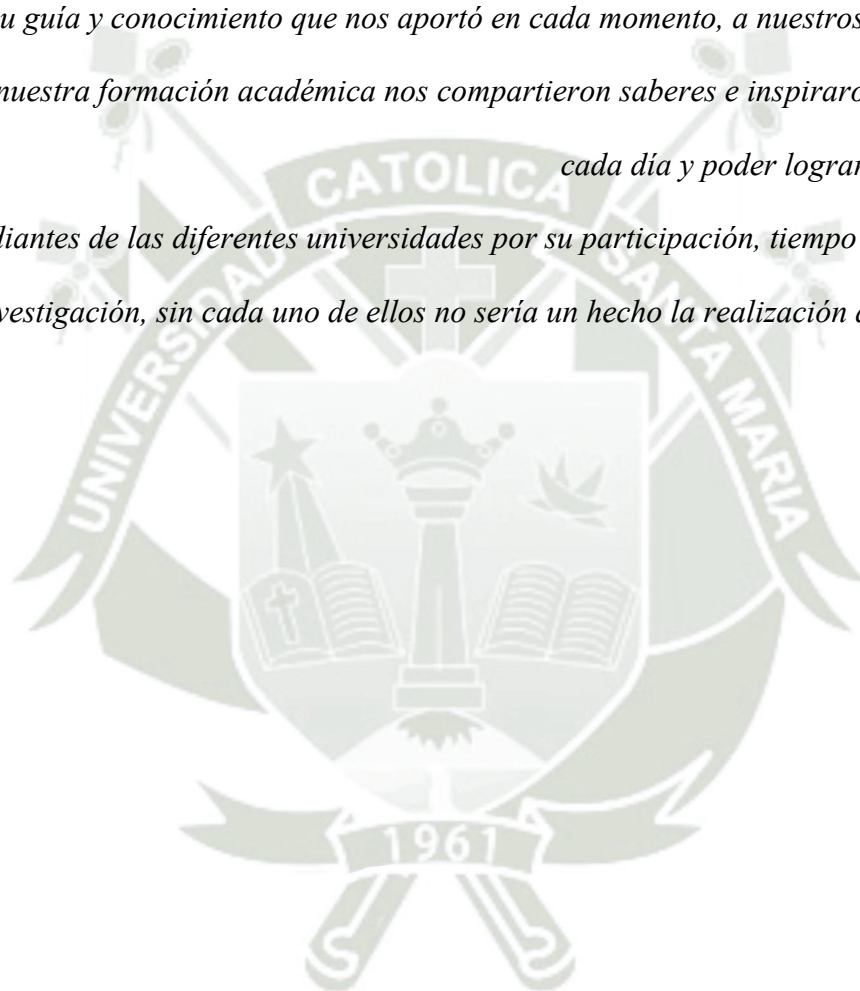 u guía y conocimiento que nos aportó en cada momento, a nuestros
nuestra formación académica nos compartieron saberes e inspiraro
cada día y poder lograr
diantes de las diferentes universidades por su participación, tiempo
vestigación, sin cada uno de ellos no sería un hecho la realización
UNIVERSIDAD CATOLICA SANTA MARIA
1961